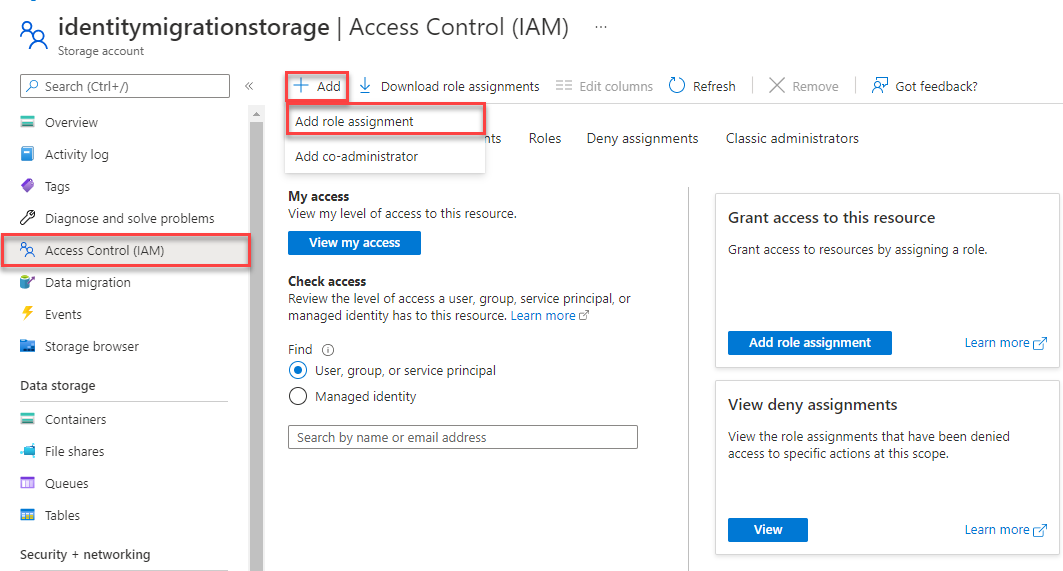 identitymigrationstorage | Access Control (IAM) ...
Storage account
Search (Ctrl+/)
«
+ Add
Download role assignments
Edit columns
Refresh
Remove
Got feedback?
Add role assignment
Add co-administrator
nts
Roles
Deny assignments
Classic administrators
Overview
Activity log
Tags
Diagnose and solve problems
Access Control (IAM)
Data migration
Events
Storage browser
Data storage
Containers
File shares
Queues
Tables
Security + networking
My access
View my level of access to this resource.
View my access
Check access
Review the level of access a user, group, service principal, or
managed identity has to this resource. Learn more
Find
User, group, or service principal
Managed identity
Search by name or email address
Grant access to this resource
Grant access to resources by assigning a role.
Add role assignment
Learn more
View deny assignments
View the role assignments that have been denied
access to specific actions at this scope.
View
Learn more